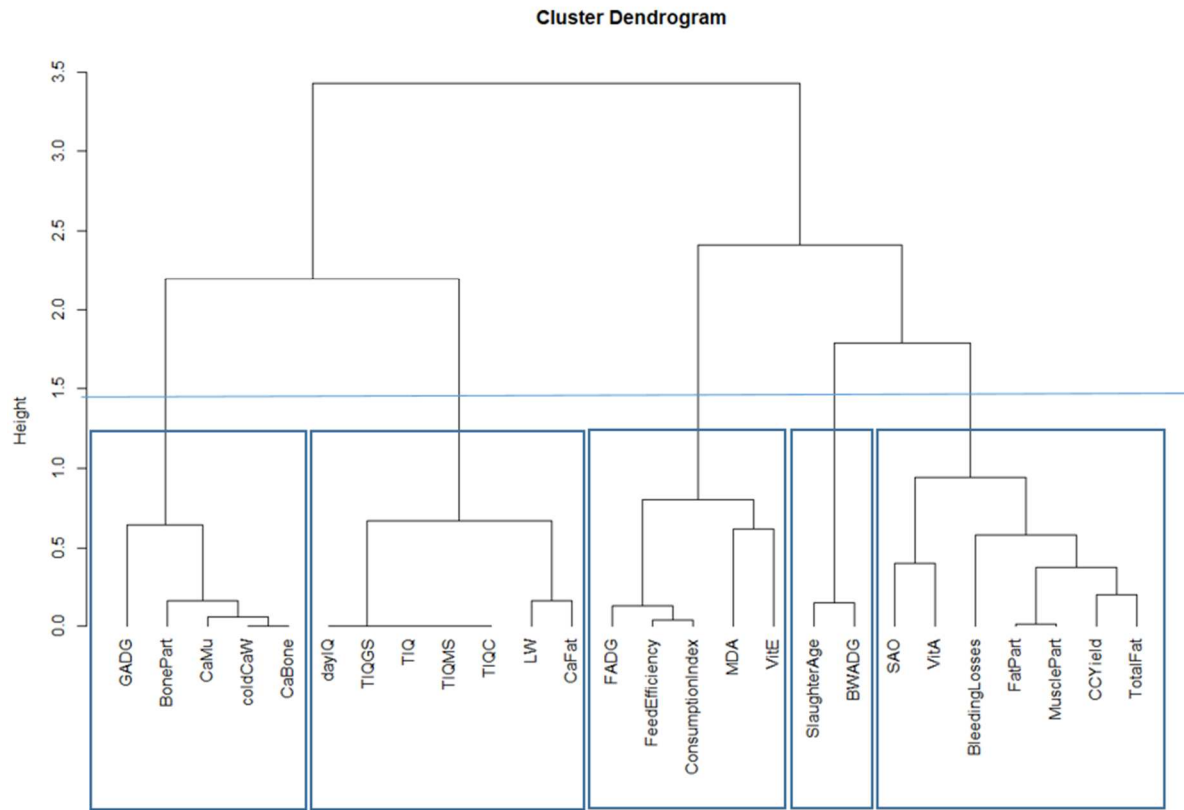 Cluster Dendrogram
Height
3.5
3.0
2.5
2.0
1.5
1.0
0.5
0.0
GADG
BonePart
CaMu
coldCaW
CaBone
dayIQ
TIQGS
TIQ
TIQMS
TIQC
LW
CaFat
FADG
FeedEfficiency
ConsumptionIndex
MDA
VitE
SlaughterAge
BWADG
SAO
VitA
BleedingLosses
FatPart
MusclePart
CCYield
TotalFat